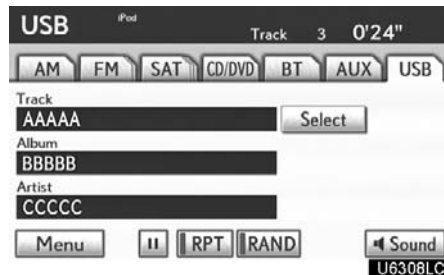 USB iPod Track 3 0'24"
AM FM SAT CD/DVD BT AUX USB
Track
AAAAA Select
Album
BBBBB
Artist
CCCCC
Menu RPT RAND Sound
U6308LC